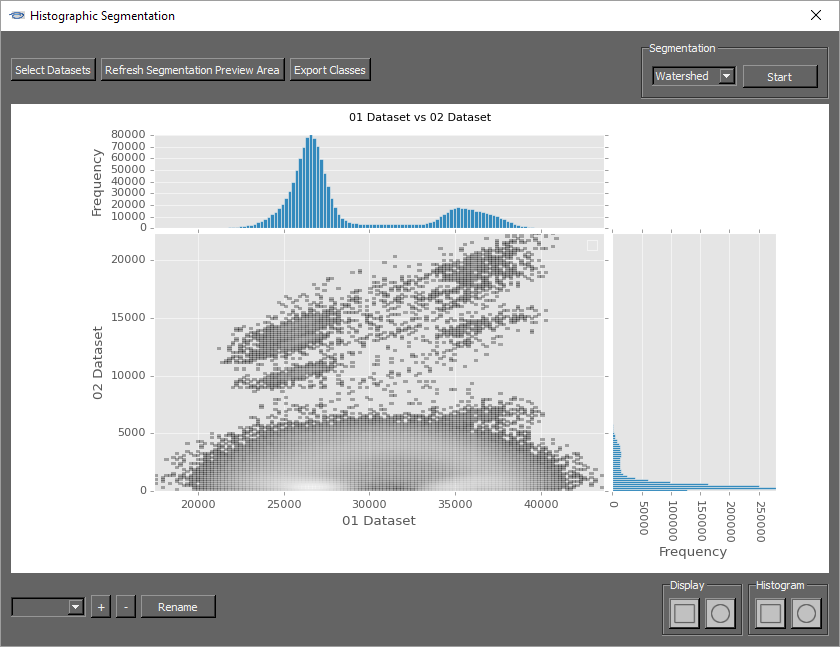 Histographic Segmentation
Segmentation
Select Datasets
Refresh Segmentation Preview Area
Export Classes
Watershed
Start
01 Dataset vs 02 Dataset
Frequency
80000
70000
60000
50000
40000
30000
20000
10000
0
02 Dataset
20000
15000
10000
5000
0
20000
25000
30000
35000
40000
01 Dataset
0
50000
100000
150000
200000
250000
Frequency
+
-
Rename
Display
Histogram